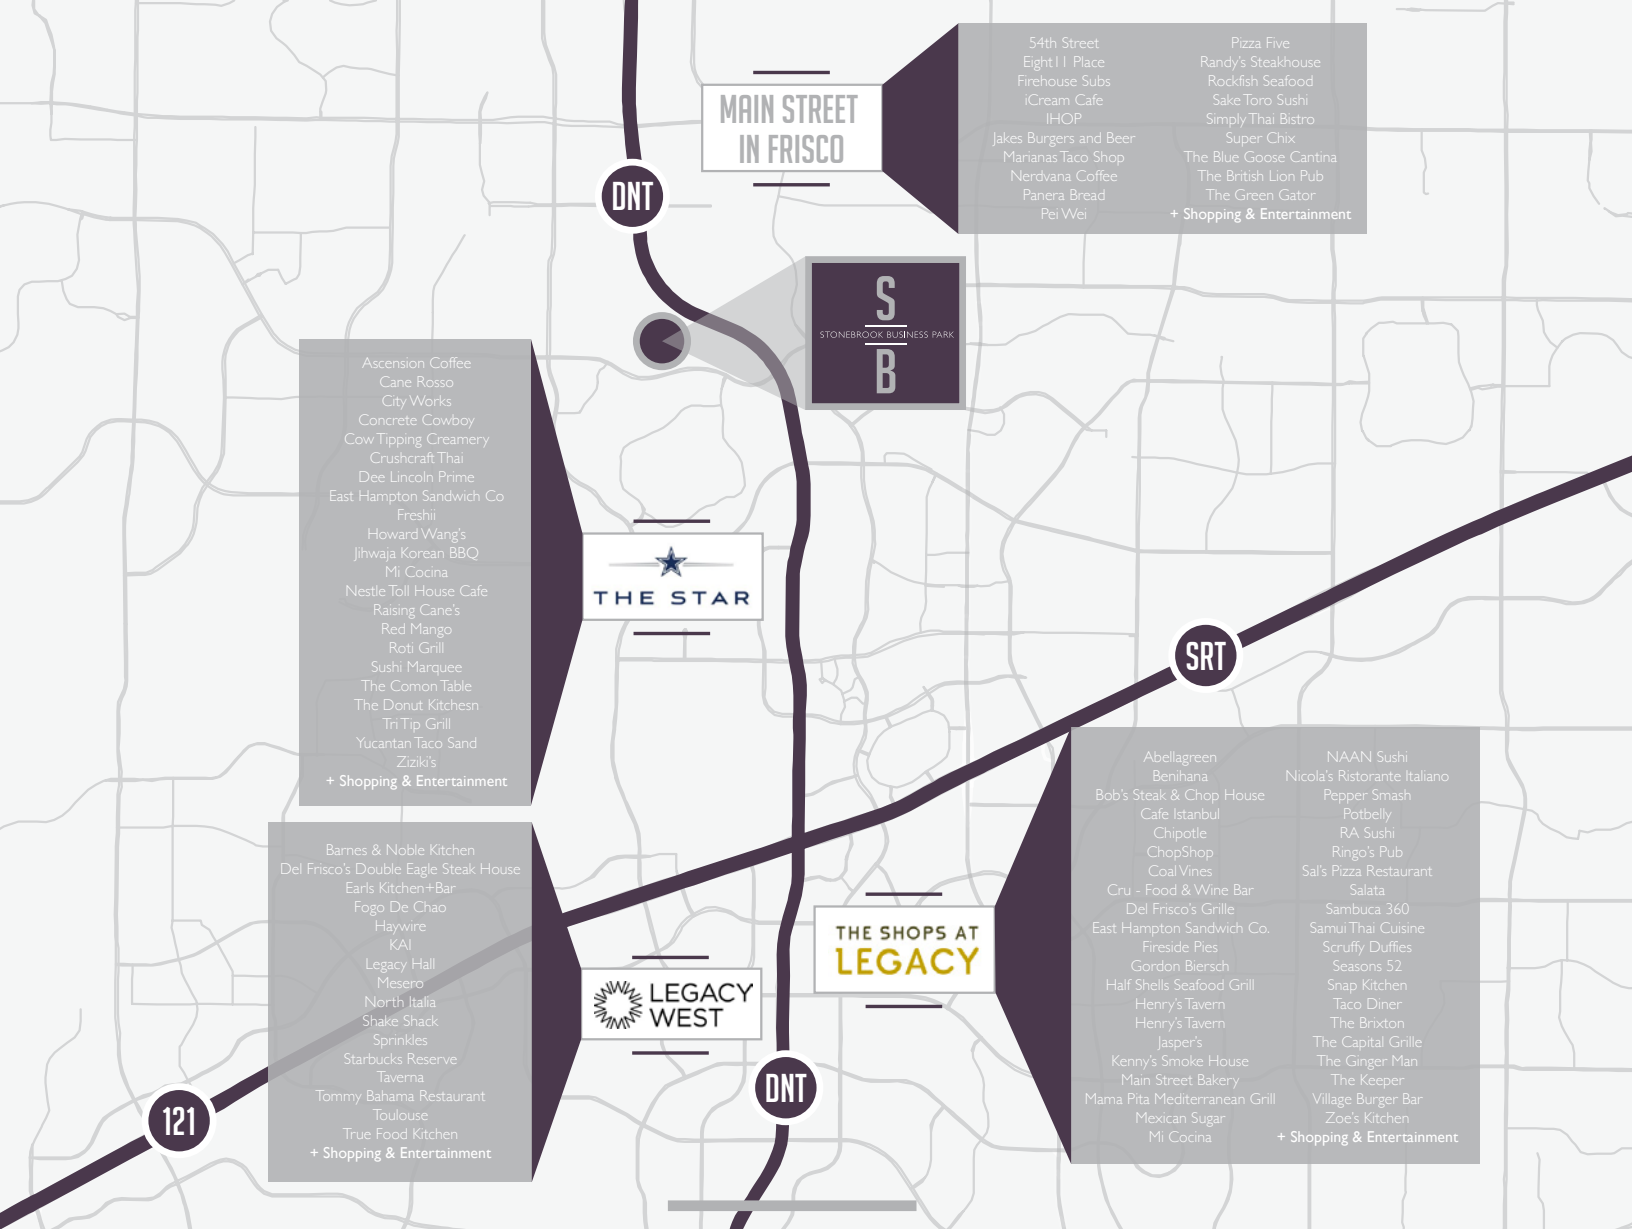 54th Street
Eight11 Place
Firehouse Subs
iCream Cafe
IHOP
Jakes Burgers and Beer
Marianas Taco Shop
Nerdvana Coffee
Panera Bread
Pei Wei
Pizza Five
Randy's Steakhouse
Rockfish Seafood
Sake Toro Sushi
Simply Thai Bistro
Super Chix
The Blue Goose Cantina
The British Lion Pub
The Green Gator
+ Shopping & Entertainment
MAIN STREET
IN FRISCO
DNT
S
STONEBROOK BUSINESS PARK
B
Ascension Coffee
Cane Rosso
City Works
Concrete Cowboy
Cow Tipping Creamery
Crushcraft Thai
Dee Lincoln Prime
East Hampton Sandwich Co
Freshii
Howard Wang's
Jihwaja Korean BBQ
Mi Cocina
Nestle Toll House Cafe
Raising Cane's
Red Mango
Roti Grill
Sushi Marquee
The Comon Table
The Donut Kitchesn
Tri Tip Grill
Yucantan Taco Sand
Ziziki's
+ Shopping & Entertainment
THE STAR
SRT
Abellagreen
Benihana
Bob's Steak & Chop House
Cafe Istanbul
Chipotle
ChopShop
Coal Vines
Cru - Food & Wine Bar
Del Frisco's Grille
East Hampton Sandwich Co.
Fireside Pies
Gordon Biersch
Half Shells Seafood Grill
Henry's Tavern
Henry's Tavern
Jasper's
Kenny's Smoke House
Main Street Bakery
Mama Pita Mediterranean Grill
Mexican Sugar
Mi Cocina
NAAN Sushi
Nicola's Ristorante Italiano
Pepper Smash
Potbelly
RA Sushi
Ringo's Pub
Sal's Pizza Restaurant
Salata
Sambuca 360
Samui Thai Cuisine
Scruffy Duffies
Seasons 52
Snap Kitchen
Taco Diner
The Brixton
The Capital Grille
The Ginger Man
The Keeper
Village Burger Bar
Zoe's Kitchen
+ Shopping & Entertainment
THE SHOPS AT
LEGACY
Barnes & Noble Kitchen
Del Frisco's Double Eagle Steak House
Earls Kitchen+Bar
Fogo De Chao
Haywire
KAI
Legacy Hall
Mesero
North Italia
Shake Shack
Sprinkles
Starbucks Reserve
Taverna
Tommy Bahama Restaurant
Toulouse
True Food Kitchen
+ Shopping & Entertainment
LEGACY
WEST
DNT
121